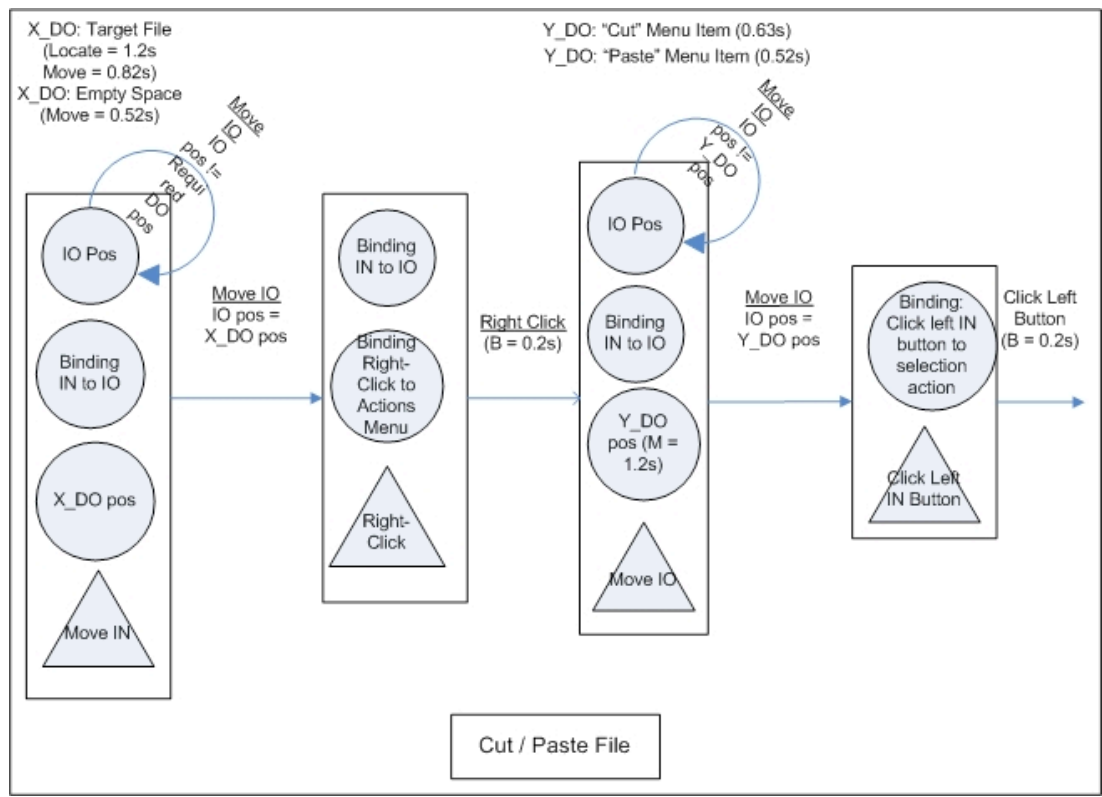 X_DO: Target File
(Locate = 1.2s
Move = 0.82s)
X_DO: Empty Space
(Move = 0.52s)
Y_DO: “Cut” Menu Item (0.63s)
Y_DO: “Paste” Menu Item (0.52s)
Move
IO
IO
pos !=
Requi
red
DO
pos
IO Pos
Binding
IN to IO
X_DO pos
Move IN
Move IO
IO pos =
X_DO pos
Binding
IN to IO
Binding
Right-
Click to
Actions
Menu
Right-
Click
Right Click
(B = 0.2s)
Move
IO
IO
pos !=
Y_DO
pos
IO Pos
Binding
IN to IO
Y_DO
pos (M =
1.2s)
Move IO
Move IO
IO pos =
Y_DO pos
Binding:
Click left IN
button to
selection
action
Click Left
IN Button
Click Left
Button
(B = 0.2s)
Cut / Paste File